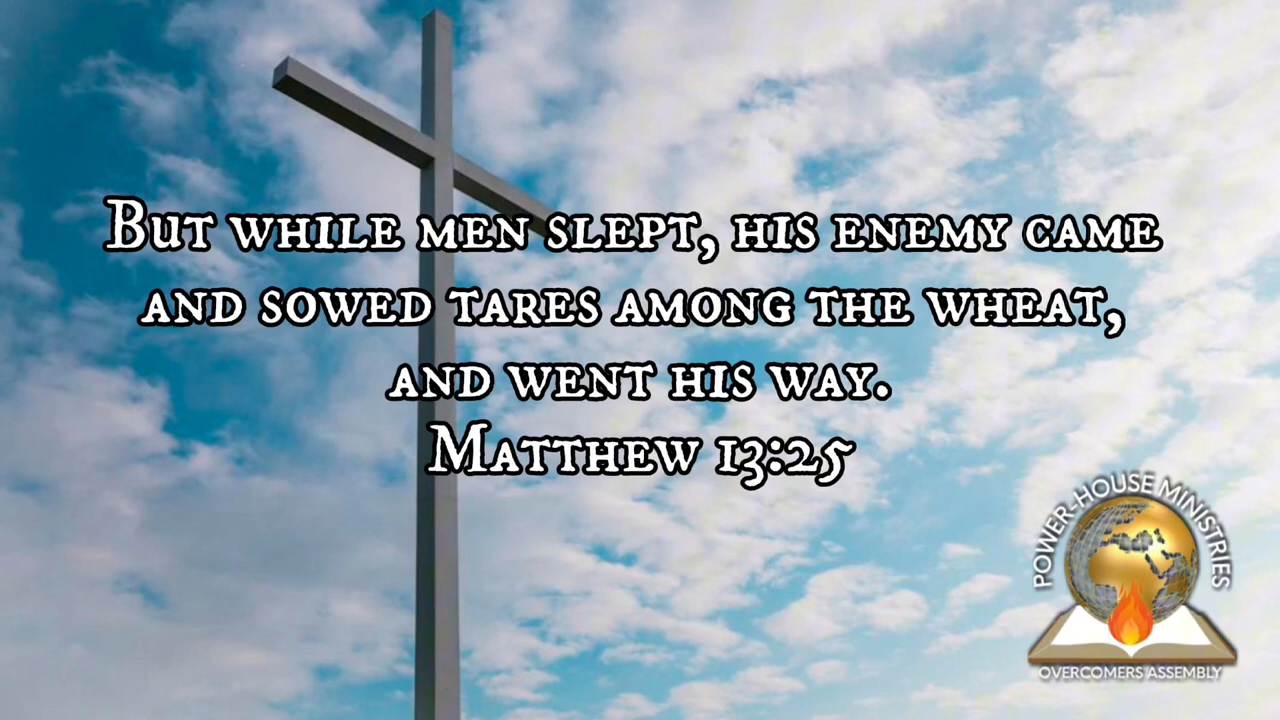 But while men slept, his enemy came
and sowed tares among the wheat,
and went his way.
Matthew 13:25
POWER-HOUSE MINISTRIES
OVERCOMERS ASSEMBLY